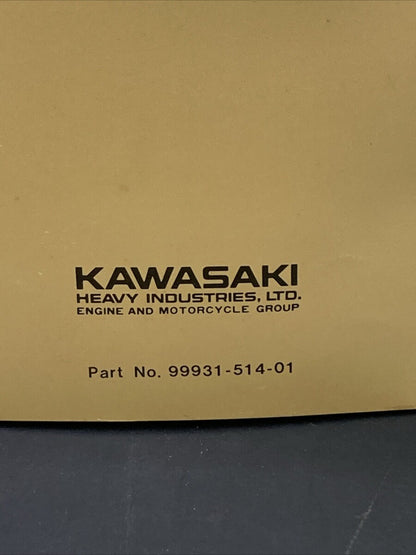 KAWASAKI
HEAVY INDUSTRIES, LTD.
ENGINE AND MOTORCYCLE GROUP
Part No. 99931-514-01